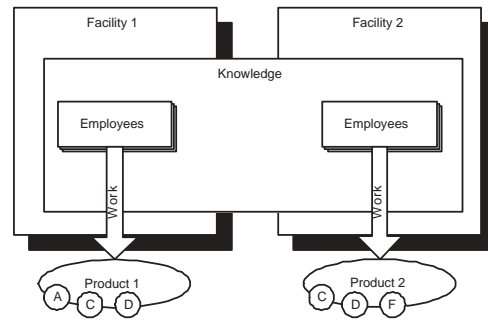 Facility 1
Facility 2
Knowledge
Employees
Employees
Work
Work
Product 1
Product 2
A
C
D
C
D
F